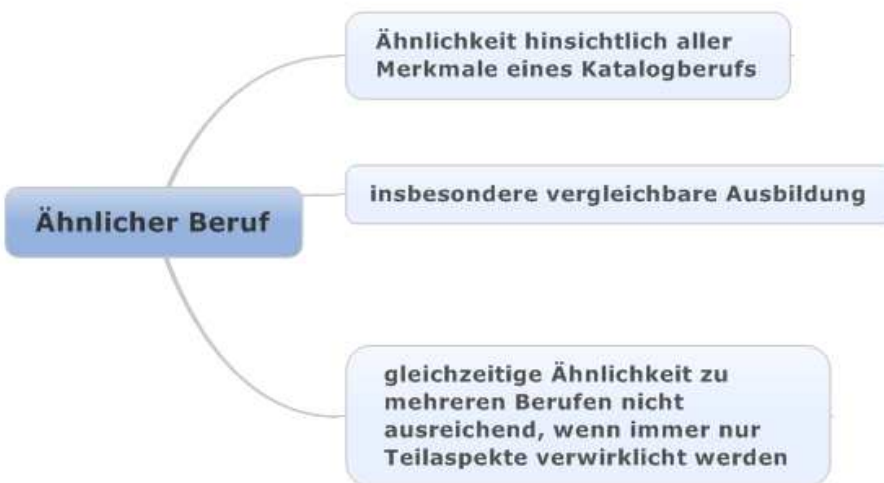 Ähnlichkeit hinsichtlich aller
Merkmale eines Katalogberufs
insbesondere vergleichbare Ausbildung
Ähnlicher Beruf
gleichzeitige Ähnlichkeit zu
mehreren Berufen nicht
ausreichend, wenn immer nur
Teilaspekte verwirklicht werden